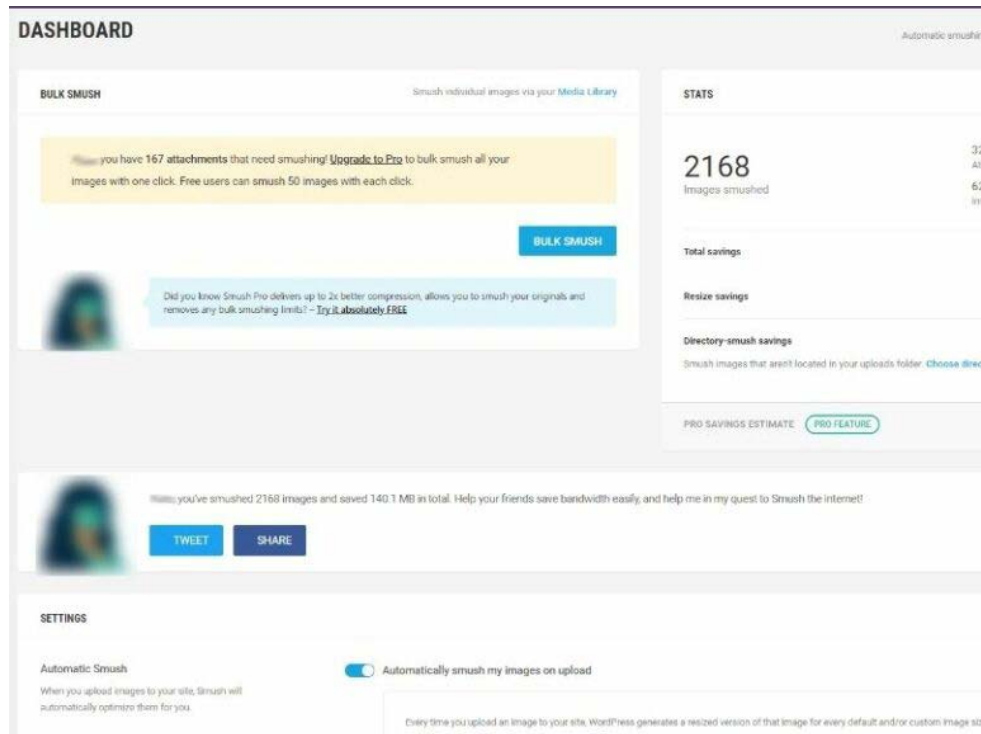 DASHBOARD
Automatic smushin
BULK SMUSH
Smush individual images via your Media Library
you have 167 attachments that need smushing! Upgrade to Pro to bulk smush all your
images with one click. Free users can smush 50 images with each click.
BULK SMUSH
Did you know Smush Pro delivers up to 2x better compression, allows you to smush your originals and
removes any bulk smushing limits? – Try it absolutely FREE
STATS
2168
Images smushed
32
62
Total savings
Resize savings
Directory-smush savings
Smush images that aren't located in your uploads folder. Choose direc
PRO SAVINGS ESTIMATE PRO FEATURE
you've smushed 2168 images and saved 140.1 MB in total. Help your friends save bandwidth easily, and help me in my quest to Smush the Internet!
TWEET SHARE
SETTINGS
Automatic Smush
When you upload images to your site, Smush will
automatically optimize them for you.
Automatically smush my images on upload
Every time you upload an image to your site, WordPress generates a resized version of that image for every default and/or custom image siz